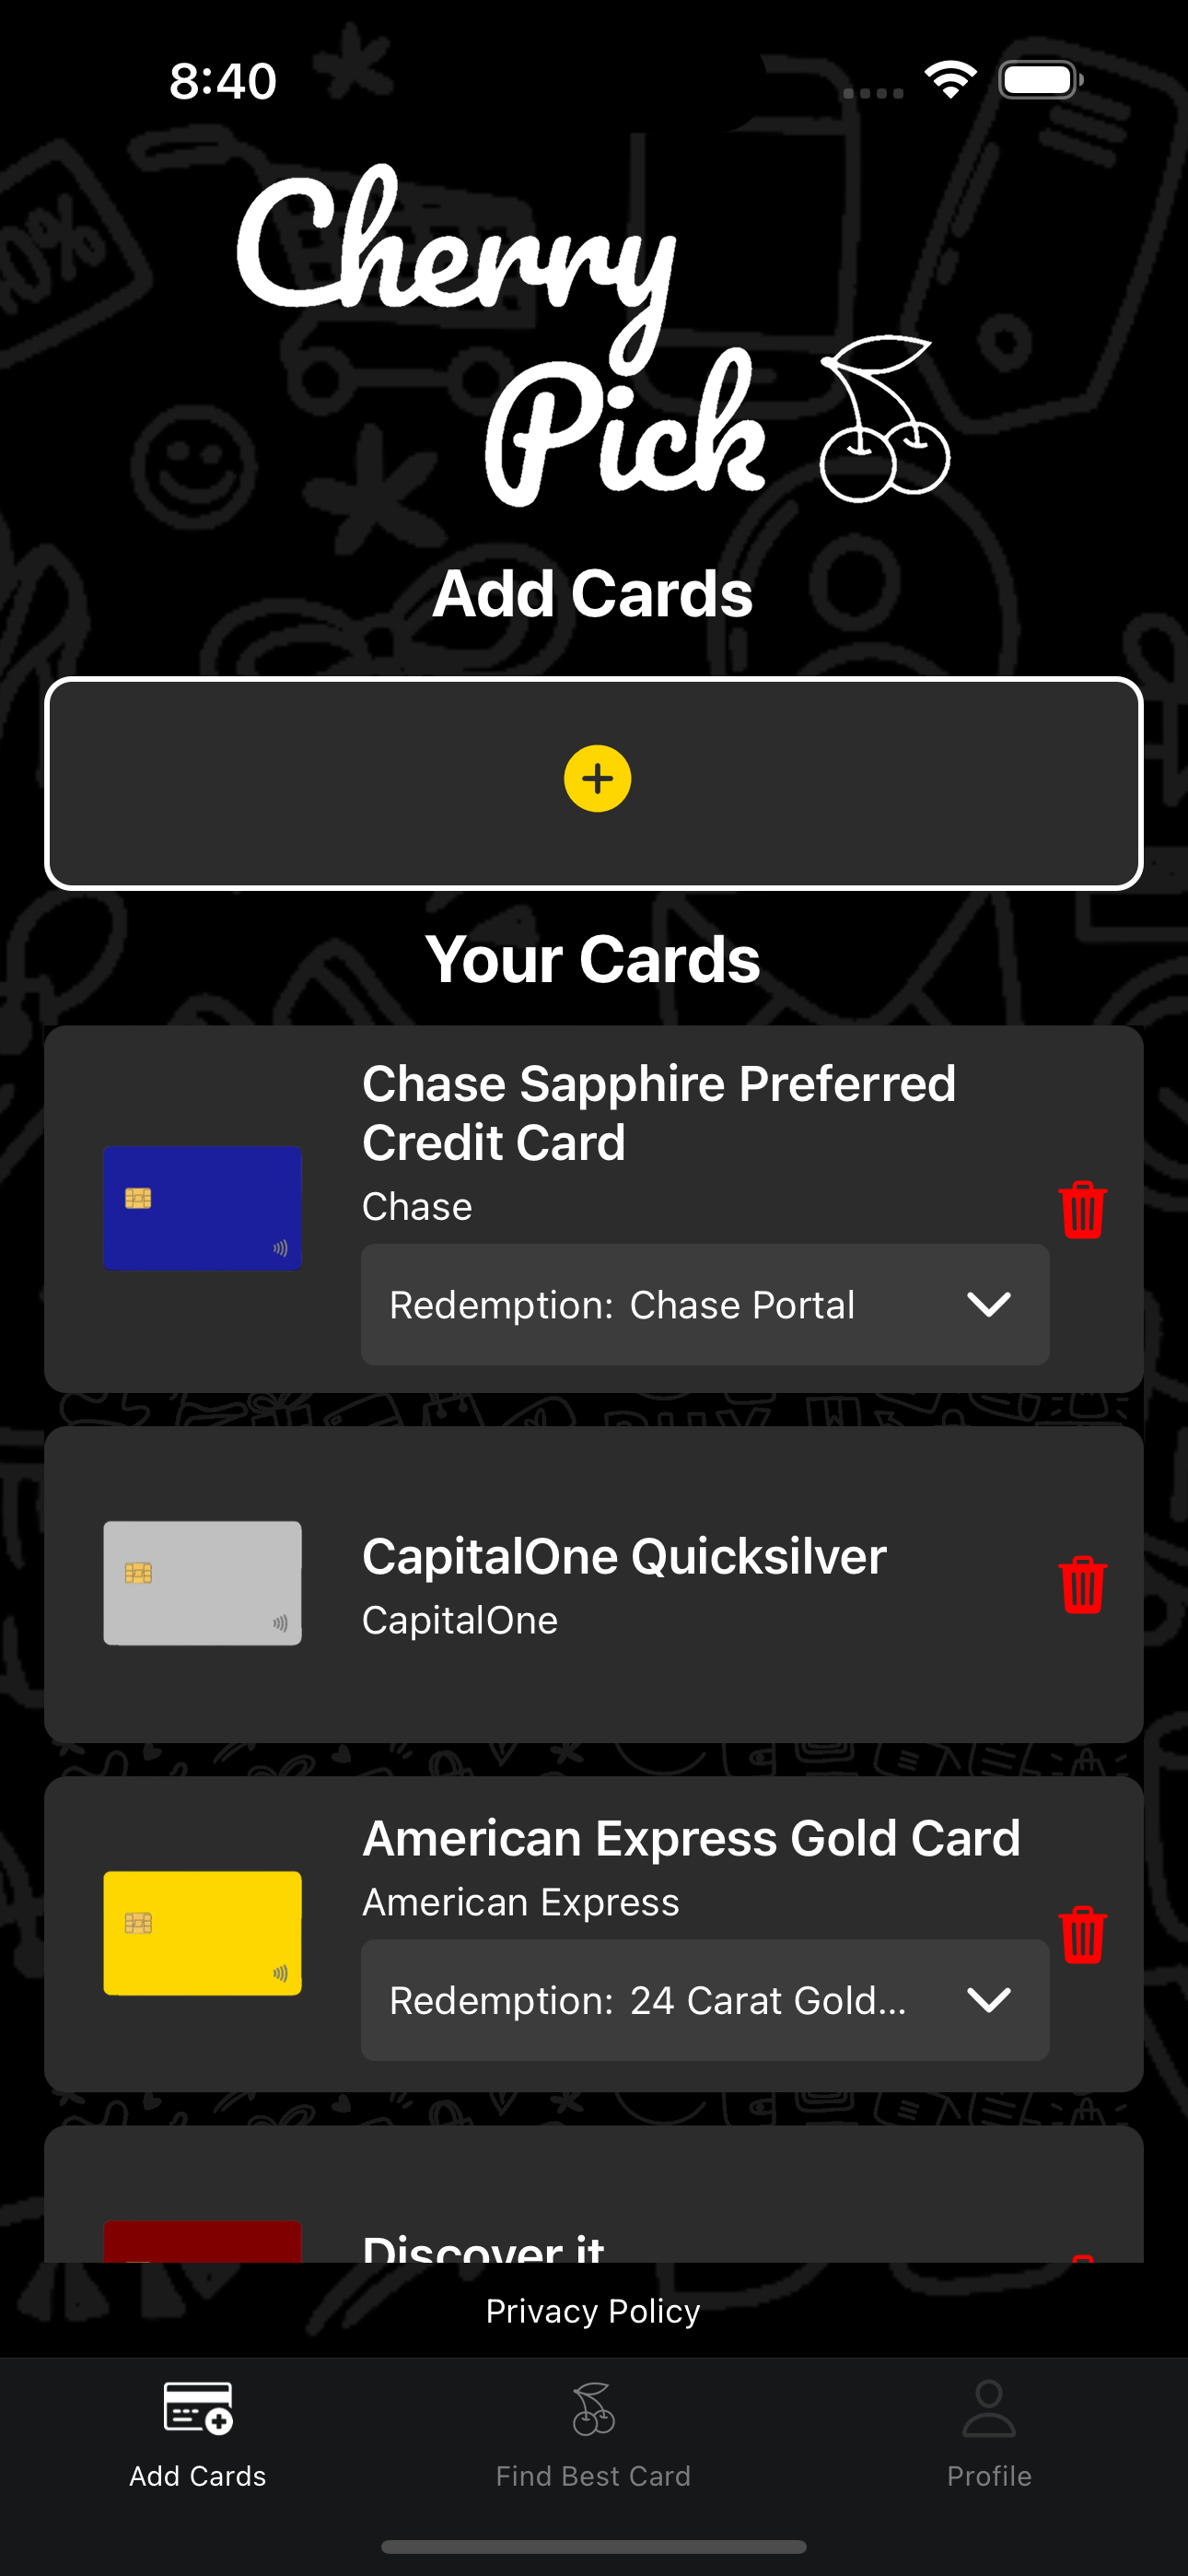 8:40
Cherry
Pick
0%
Add Cards
Your Cards
Chase Sapphire Preferred
Credit Card
Chase
Redemption: Chase Portal
BUY
CapitalOne Quicksilver
CapitalOne
American Express Gold Card
American Express
Redemption: 24 Carat Gold...
Discover it
Privacy Policy
Add Cards
Find Best Card
Profile